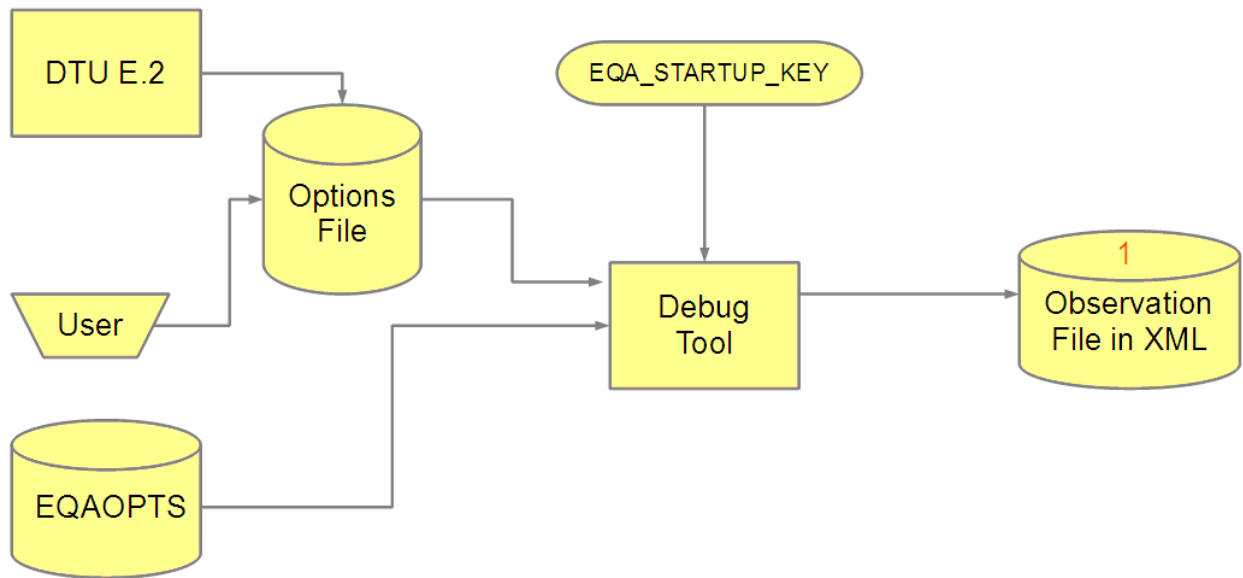 DTU E.2
EQA_STARTUP_KEY
Options
File
User
Debug
Tool
1
Observation
File in XML
EQAOPTS